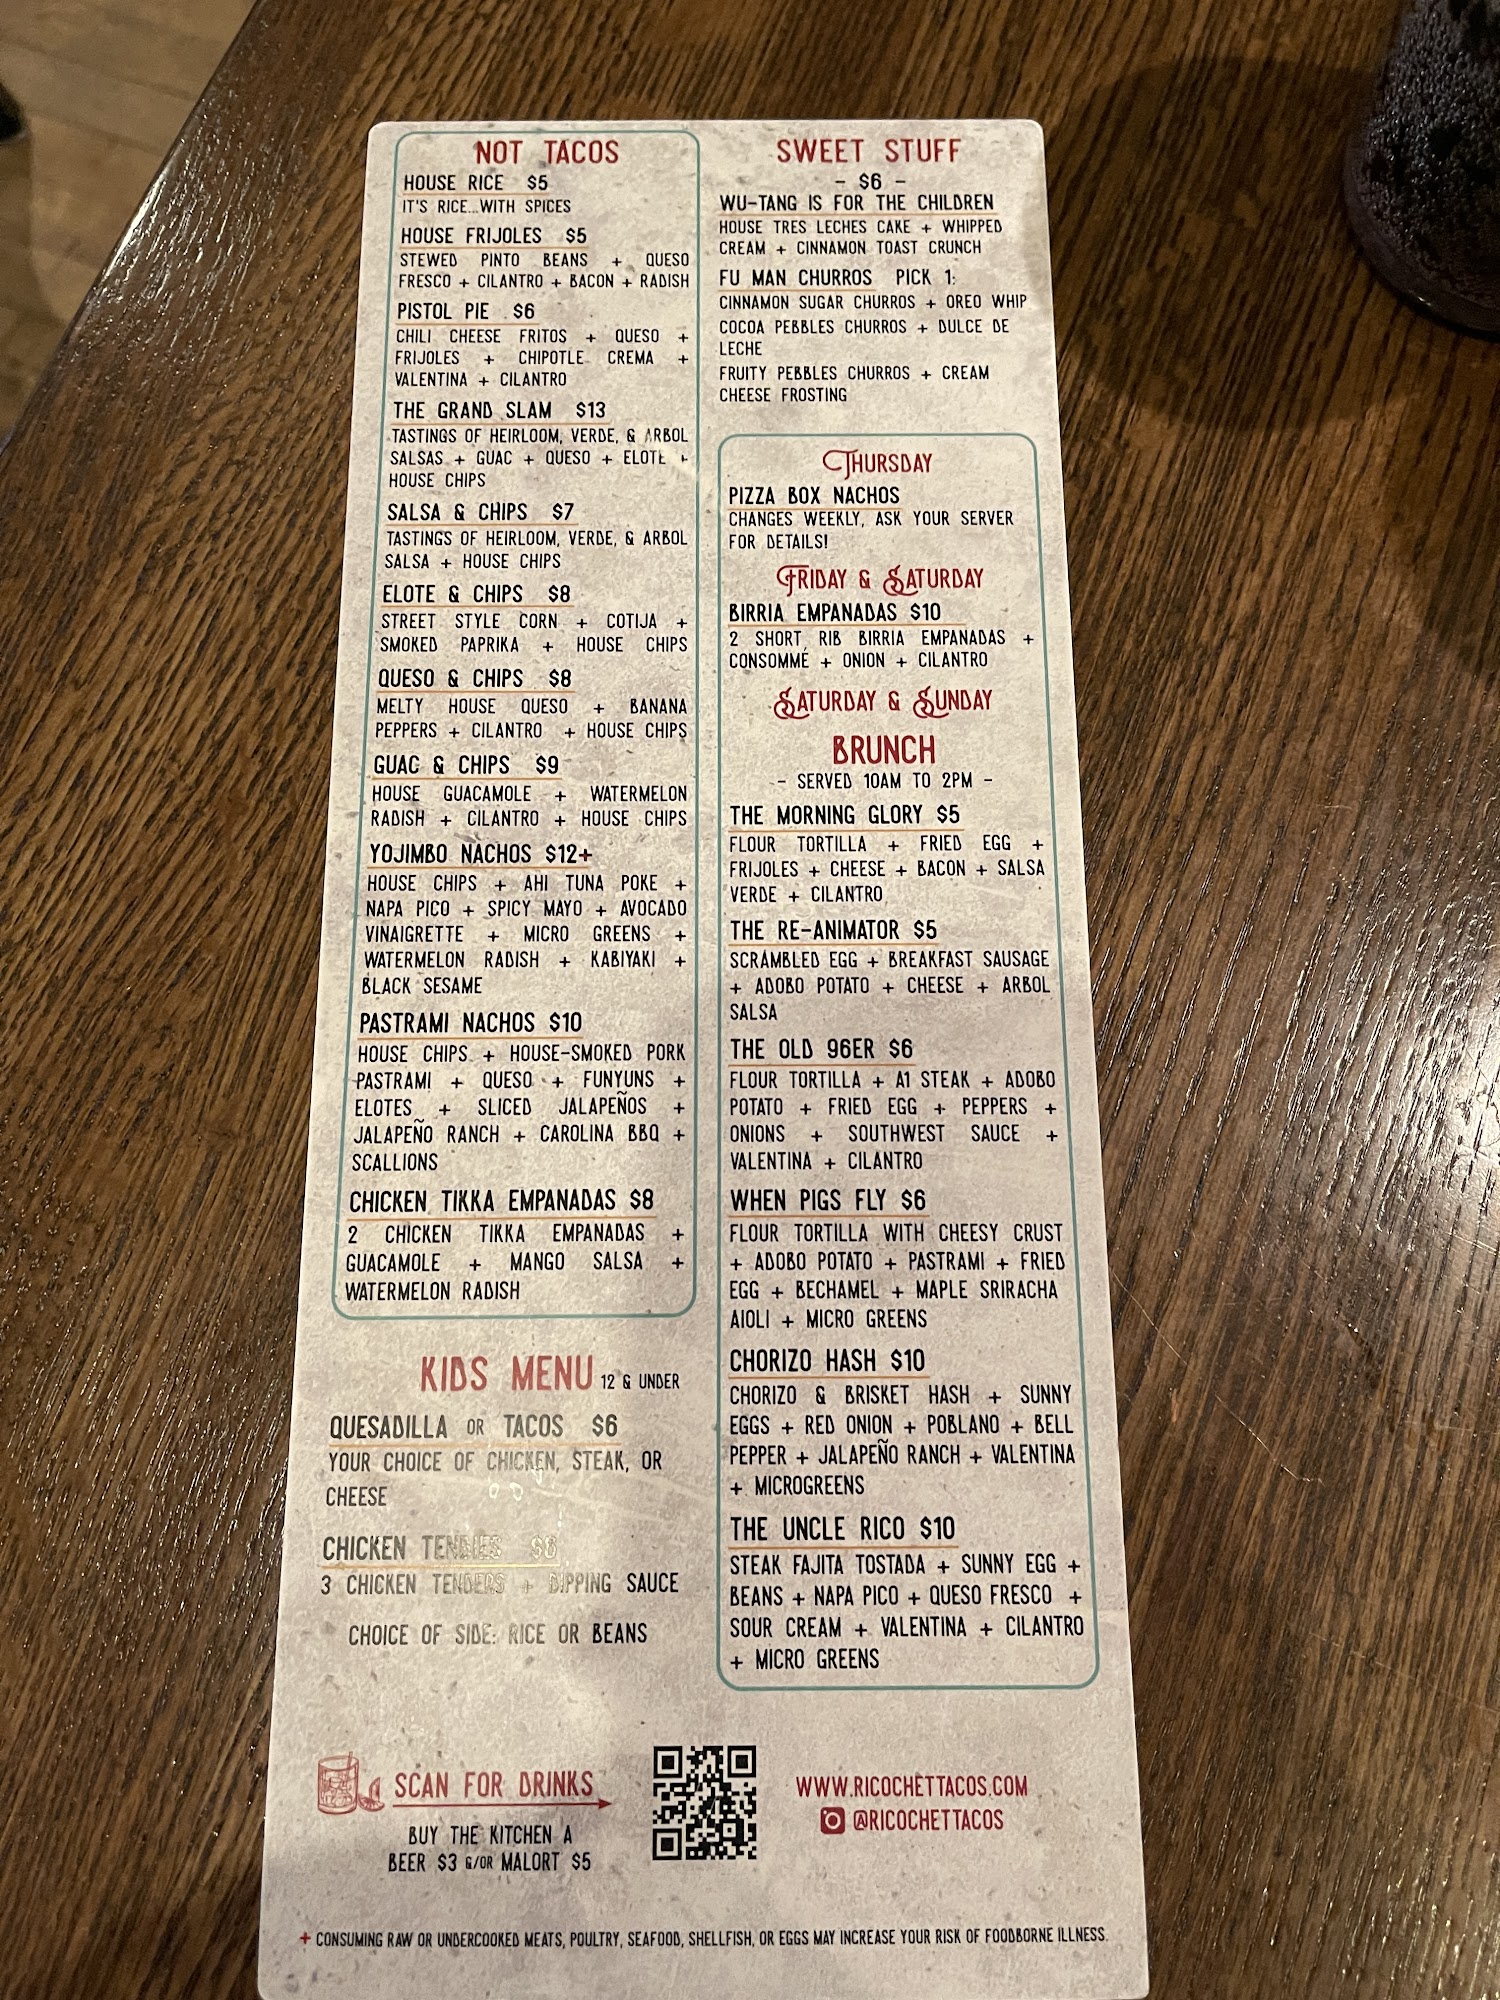 NOT TACOS
HOUSE RICE $5
IT'S RICE...WITH SPICES
HOUSE FRIJOLES $5
STEWED PINTO BEANS + QUESO
FRESCO + CILANTRO + BACON + RADISH
PISTOL PIE $6
CHILI CHEESE FRITOS + QUESO +
FRIJOLES + CHIPOTLE CREMA +
VALENTINA + CILANTRO
THE GRAND SLAM $13
TASTINGS OF HEIRLOOM, VERDE, & ARBOL
SALSAS + GUAC + QUESO + ELOTE +
HOUSE CHIPS
SALSA & CHIPS $7
TASTINGS OF HEIRLOOM, VERDE, & ARBOL
SALSA + HOUSE CHIPS
ELOTE & CHIPS $8
STREET STYLE CORN + COTIJA +
SMOKED PAPRIKA + HOUSE CHIPS
QUESO & CHIPS $8
MELTY HOUSE QUESO + BANANA
PEPPERS + CILANTRO + HOUSE CHIPS
GUAC & CHIPS $9
HOUSE GUACAMOLE + WATERMELON
RADISH + CILANTRO + HOUSE CHIPS
YOJIMBO NACHOS $12+
HOUSE CHIPS + AHI TUNA POKE +
NAPA PICO + SPICY MAYO + AVOCADO
VINAIGRETTE + MICRO GREENS +
WATERMELON RADISH + KABIYAKI +
BLACK SESAME
PASTRAMI NACHOS $10
HOUSE CHIPS + HOUSE-SMOKED PORK
PASTRAMI + QUESO + FUNYUNS +
ELOTES + SLICED JALAPEÑOS +
JALAPEÑO RANCH + CAROLINA BBQ +
SCALLIONS
CHICKEN TIKKA EMPANADAS $8
2 CHICKEN TIKKA EMPANADAS +
GUACAMOLE + MANGO SALSA +
WATERMELON RADISH
KIDS MENU 12 & UNDER
QUESADILLA OR TACOS $6
YOUR CHOICE OF CHICKEN, STEAK, OR
CHEESE
CHICKEN TENDIES $6
3 CHICKEN TENDERS + DIPPING SAUCE
CHOICE OF SIDE: RICE OR BEANS
SWEET STUFF
- $6 -
WU-TANG IS FOR THE CHILDREN
HOUSE TRES LECHES CAKE + WHIPPED
CREAM + CINNAMON TOAST CRUNCH
FU MAN CHURROS PICK 1:
CINNAMON SUGAR CHURROS + OREO WHIP
COCOA PEBBLES CHURROS + DULCE DE
LECHE
FRUITY PEBBLES CHURROS + CREAM
CHEESE FROSTING
THURSDAY
PIZZA BOX NACHOS
CHANGES WEEKLY, ASK YOUR SERVER
FOR DETAILS!
FRIDAY & SATURDAY
BIRRIA EMPANADAS $10
2 SHORT RIB BIRRIA EMPANADAS +
CONSOMMÉ + ONION + CILANTRO
SATURDAY & SUNDAY
BRUNCH
- SERVED 10AM TO 2PM -
THE MORNING GLORY $5
FLOUR TORTILLA + FRIED EGG +
FRIJOLES + CHEESE + BACON + SALSA
VERDE + CILANTRO
THE RE-ANIMATOR $5
SCRAMBLED EGG + BREAKFAST SAUSAGE
+ ADOBO POTATO + CHEESE + ARBOL
SALSA
THE OLD 96ER $6
FLOUR TORTILLA + A1 STEAK + ADOBO
POTATO + FRIED EGG + PEPPERS +
ONIONS + SOUTHWEST SAUCE +
VALENTINA + CILANTRO
WHEN PIGS FLY $6
FLOUR TORTILLA WITH CHEESY CRUST
+ ADOBO POTATO + PASTRAMI + FRIED
EGG + BECHAMEL + MAPLE SRIRACHA
AIOLI + MICRO GREENS
CHORIZO HASH $10
CHORIZO & BRISKET HASH + SUNNY
EGGS + RED ONION + POBLANO + BELL
PEPPER + JALAPEÑO RANCH + VALENTINA
+ MICROGREENS
THE UNCLE RICO $10
STEAK FAJITA TOSTADA + SUNNY EGG +
BEANS + NAPA PICO + QUESO FRESCO +
SOUR CREAM + VALENTINA + CILANTRO
+ MICRO GREENS
SCAN FOR DRINKS
BUY THE KITCHEN A
BEER $3 &/OR MALORT $5
WWW.RICOCHETTACOS.COM
@RICOCHETTACOS
+ CONSUMING RAW OR UNDERCOOKED MEATS, POULTRY, SEAFOOD, SHELLFISH, OR EGGS MAY INCREASE YOUR RISK OF FOODBORNE ILLNESS.